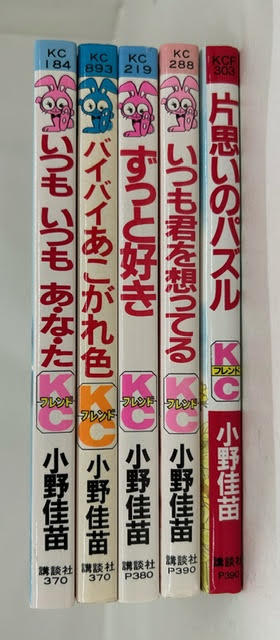 KC
184
いつも いつも あ・な・た
KC
フレンド
小野佳苗
講談社
370
KC
893
バイバイあこがれ色
KC
フレンド
小野佳苗
講談社
370
KC
219
ずっと好き
KC
フレンド
小野佳苗
講談社
P380
KC
288
いつも君を想ってる
KC
フレンド
小野佳苗
講談社
P390
KCF
303
片思いのパズル
KC
フレンド
小野佳苗
講談社
P390